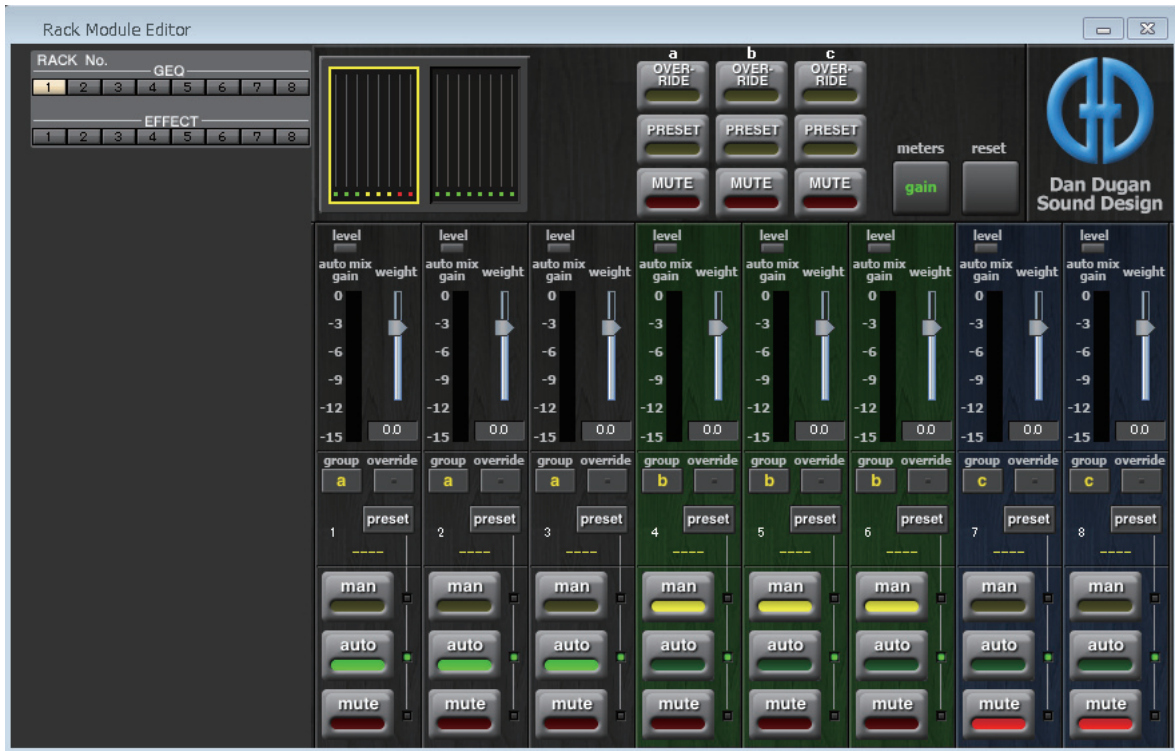 Rack Module Editor
RACK No.
GEQ
1 2 3 4 5 6 7 8
EFFECT
1 2 3 4 5 6 7 8
a b c
OVER-RIDE OVER-RIDE OVER-RIDE
PRESET PRESET PRESET
MUTE MUTE MUTE
meters reset
gain
Dan Dugan
Sound Design
level level level level level level level level
auto mix gain weight auto mix gain weight auto mix gain weight auto mix gain weight auto mix gain weight auto mix gain weight auto mix gain weight auto mix gain weight
0 0 0 0 0 0 0 0
-3 -3 -3 -3 -3 -3 -3 -3
-6 -6 -6 -6 -6 -6 -6 -6
-9 -9 -9 -9 -9 -9 -9 -9
-12 -12 -12 -12 -12 -12 -12 -12
-15 0.0 -15 0.0 -15 0.0 -15 0.0 -15 0.0 -15 0.0 -15 0.0 -15 0.0
group override group override group override group override group override group override group override group override
a - a - a - b - b - b - c - c -
preset preset preset preset preset preset preset preset
1 2 3 4 5 6 7 8
---- ---- ---- ---- ---- ---- ---- ----
man man man man man man man man
auto auto auto auto auto auto auto auto
mute mute mute mute mute mute mute mute